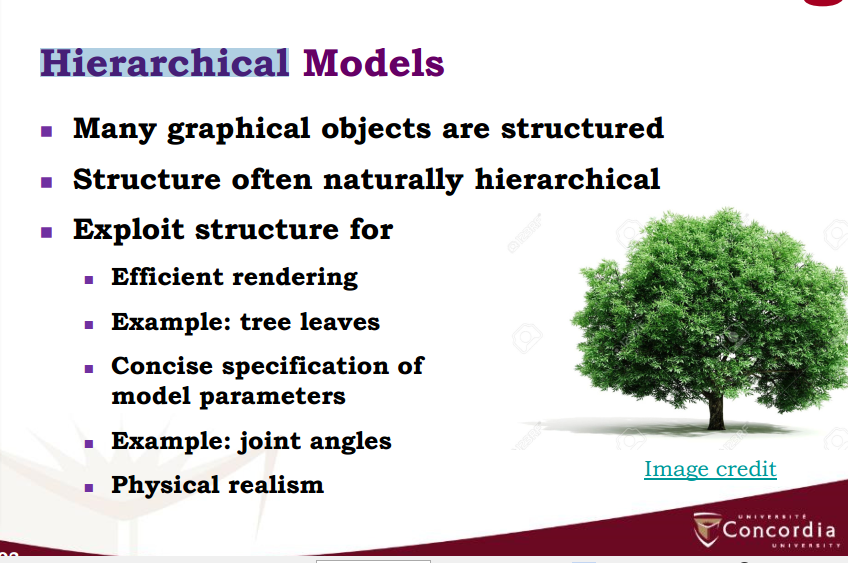 Hierarchical Models
Many graphical objects are structured
Structure often naturally hierarchical
Exploit structure for
Efficient rendering
Example: tree leaves
Concise specification of
model parameters
Example: joint angles
Physical realism
Image credit
UNIVERSITÉ
Concordia
UNIVERSITY